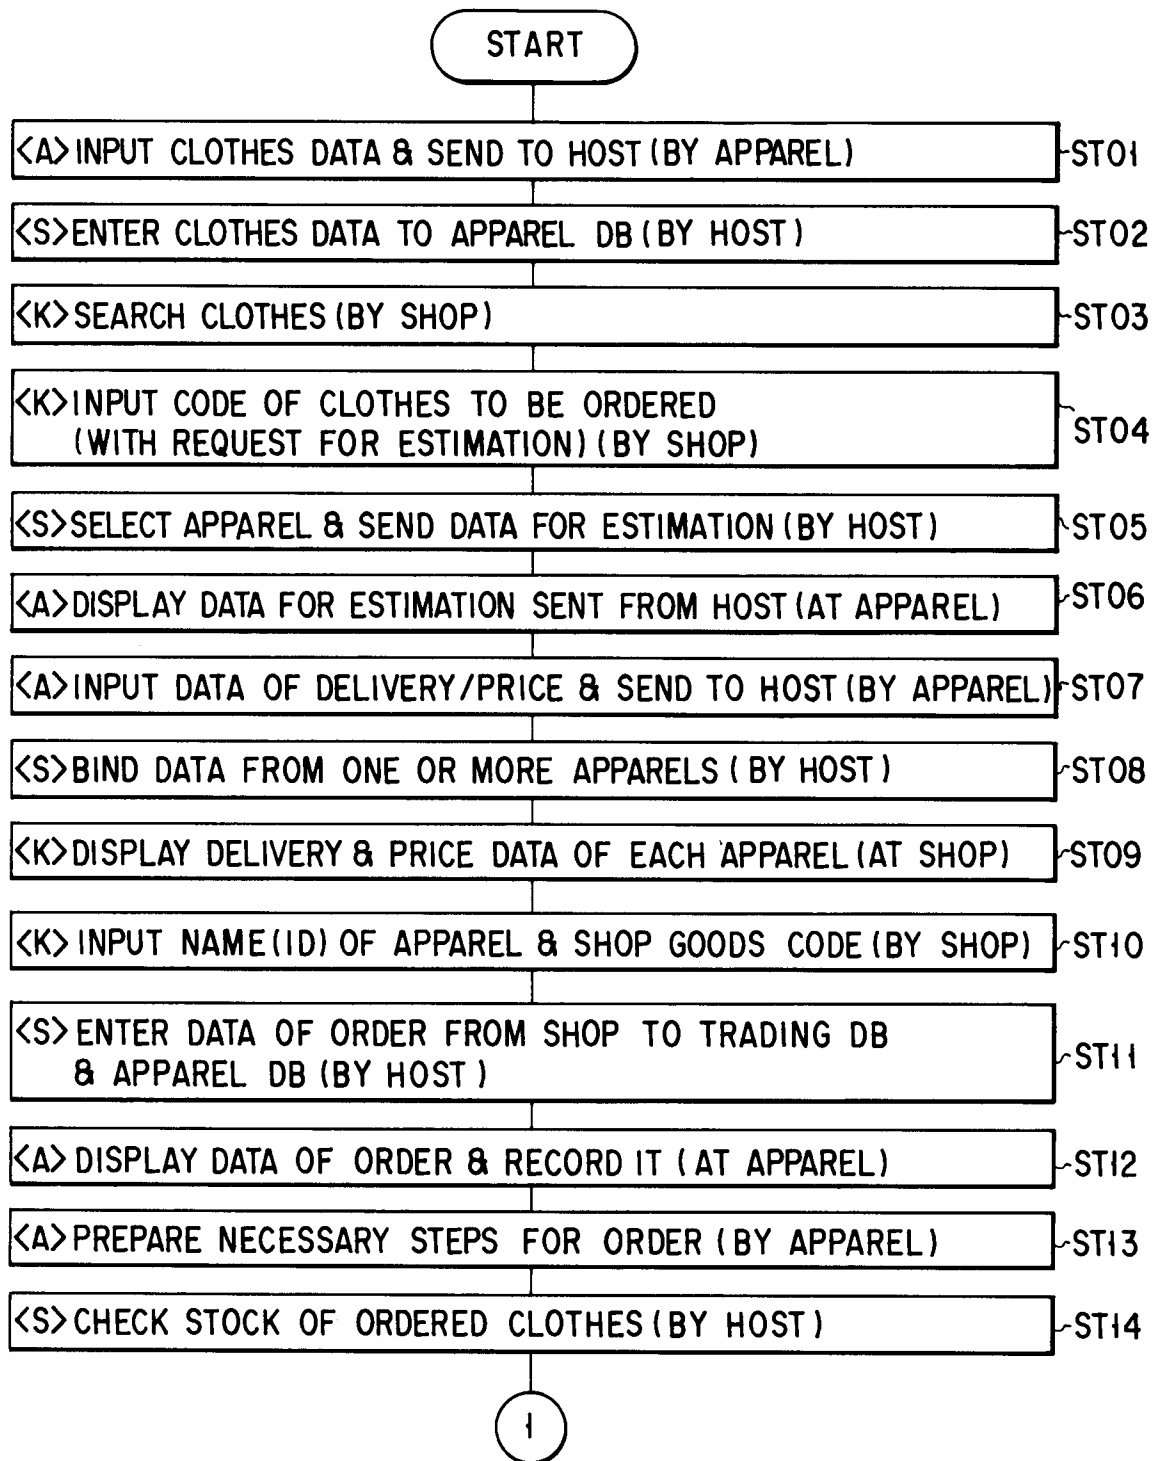 START
<A> INPUT CLOTHES DATA & SEND TO HOST (BY APPAREL) ST01
<S> ENTER CLOTHES DATA TO APPAREL DB (BY HOST) ST02
<K> SEARCH CLOTHES (BY SHOP) ST03
<K> INPUT CODE OF CLOTHES TO BE ORDERED
(WITH REQUEST FOR ESTIMATION) (BY SHOP) ST04
<S> SELECT APPAREL & SEND DATA FOR ESTIMATION (BY HOST) ST05
<A> DISPLAY DATA FOR ESTIMATION SENT FROM HOST (AT APPAREL) ST06
<A> INPUT DATA OF DELIVERY/PRICE & SEND TO HOST (BY APPAREL) ST07
<S> BIND DATA FROM ONE OR MORE APPARELS (BY HOST) ST08
<K> DISPLAY DELIVERY & PRICE DATA OF EACH APPAREL (AT SHOP) ST09
<K> INPUT NAME (ID) OF APPAREL & SHOP GOODS CODE (BY SHOP) ST10
<S> ENTER DATA OF ORDER FROM SHOP TO TRADING DB
& APPAREL DB (BY HOST) ST11
<A> DISPLAY DATA OF ORDER & RECORD IT (AT APPAREL) ST12
<A> PREPARE NECESSARY STEPS FOR ORDER (BY APPAREL) ST13
<S> CHECK STOCK OF ORDERED CLOTHES (BY HOST) ST14
1